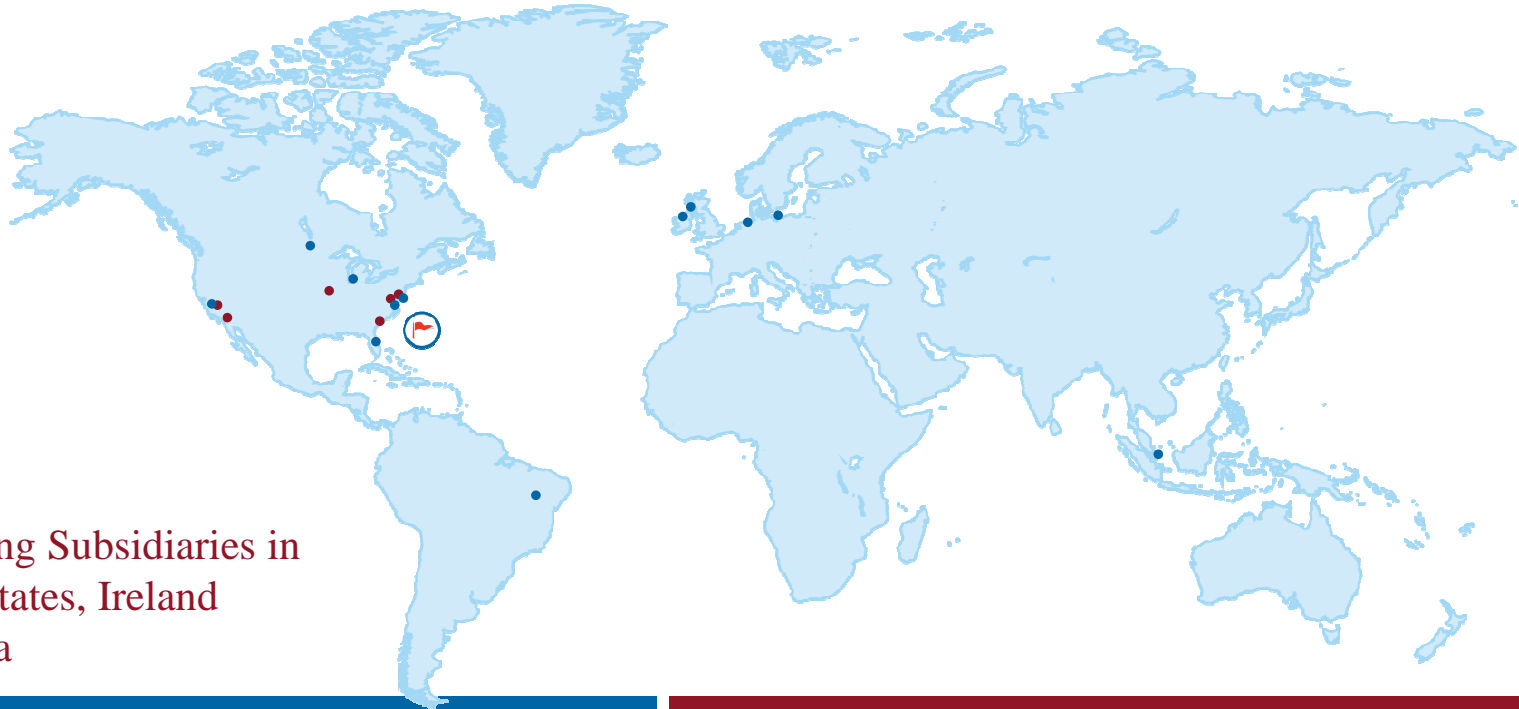 ng Subsidiaries in
tates, Ireland
a